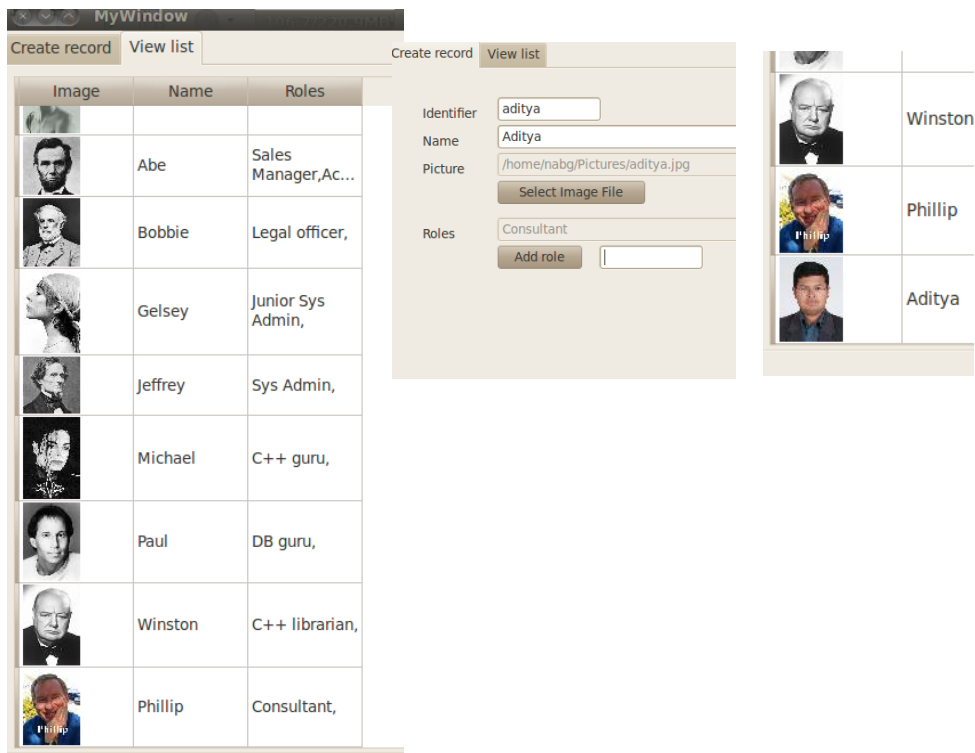 MyWindow
Create record View list
Image Name Roles
Abe Sales
Manager,Ac...
Bobbie Legal officer,
Gelsey Junior Sys
Admin,
Jeffrey Sys Admin,
Michael C++ guru,
Paul DB guru,
Winston C++ librarian,
Phillip
Phillip Consultant,
Create record View list
Identifier aditya
Name Aditya
Picture /home/nabg/Pictures/aditya.jpg
Select Image File
Roles Consultant
Add role
Winston
Phillip
Phillip
Aditya